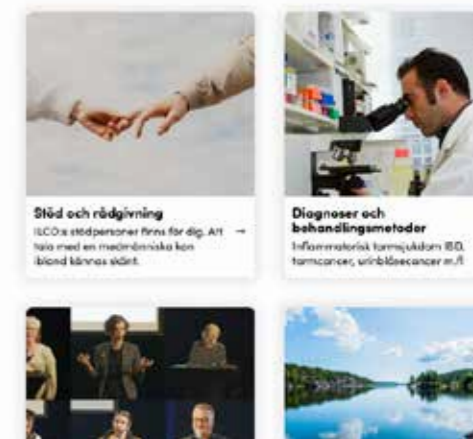 Stöd och rådgivning
ILCO:s stödpersoner finns för dig. Att
tala med en medmänniska kan
ibland kännas skönt.
→
Diagnoser och
behandlingsmetoder
Inflammatorisk tarmsjukdom IBD,
tarmcancer, urinblåsecancer m.fl